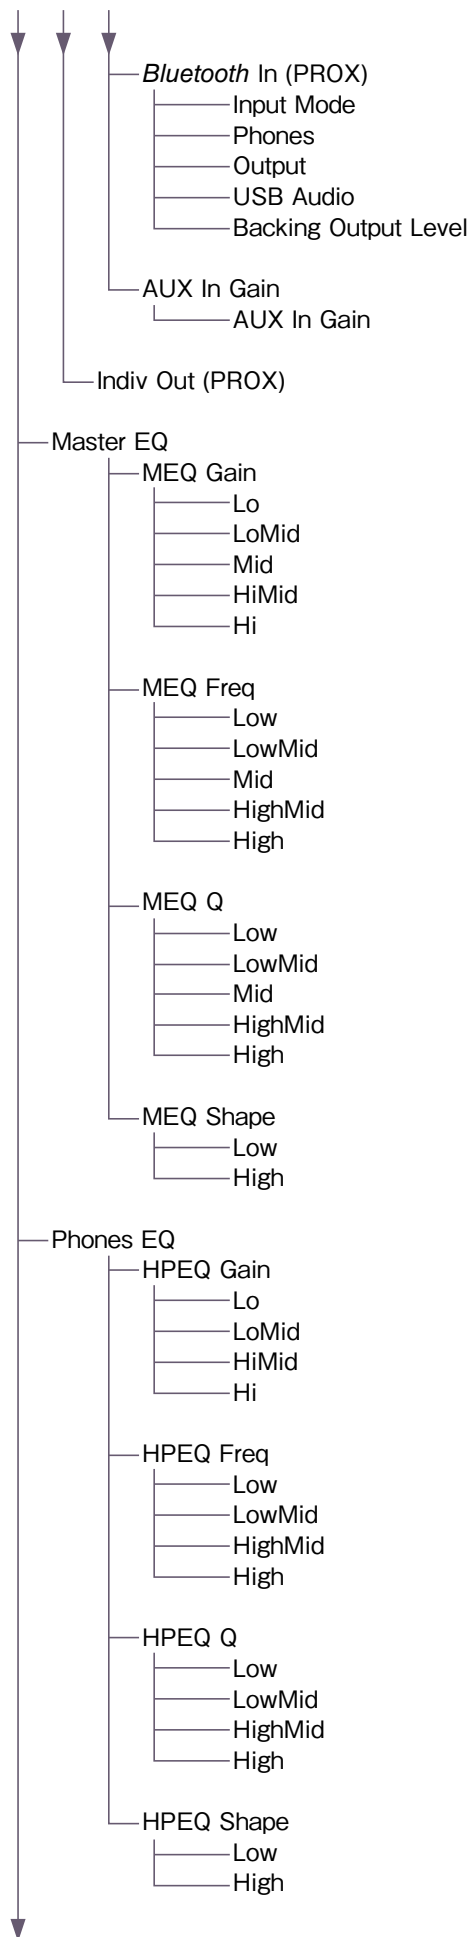 Bluetooth In (PROX)
Input Mode
Phones
Output
USB Audio
Backing Output Level
AUX In Gain
AUX In Gain
Indiv Out (PROX)
Master EQ
MEQ Gain
Lo
LoMid
Mid
HiMid
Hi
MEQ Freq
Low
LowMid
Mid
HighMid
High
MEQ Q
Low
LowMid
Mid
HighMid
High
MEQ Shape
Low
High
Phones EQ
HPEQ Gain
Lo
LoMid
HiMid
Hi
HPEQ Freq
Low
LowMid
HighMid
High
HPEQ Q
Low
LowMid
HighMid
High
HPEQ Shape
Low
High